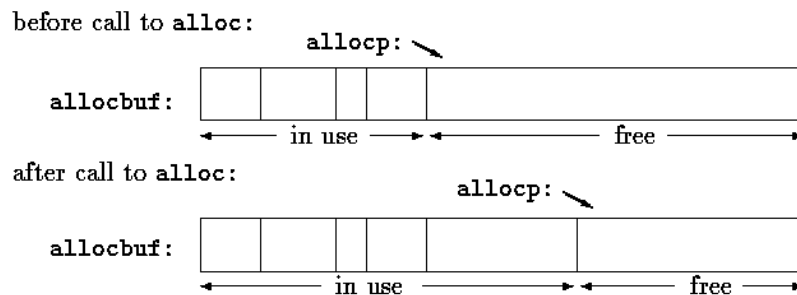 before call to alloc:
allocp:
allocbuf:
in use
free
after call to alloc:
allocp:
allocbuf:
in use
free